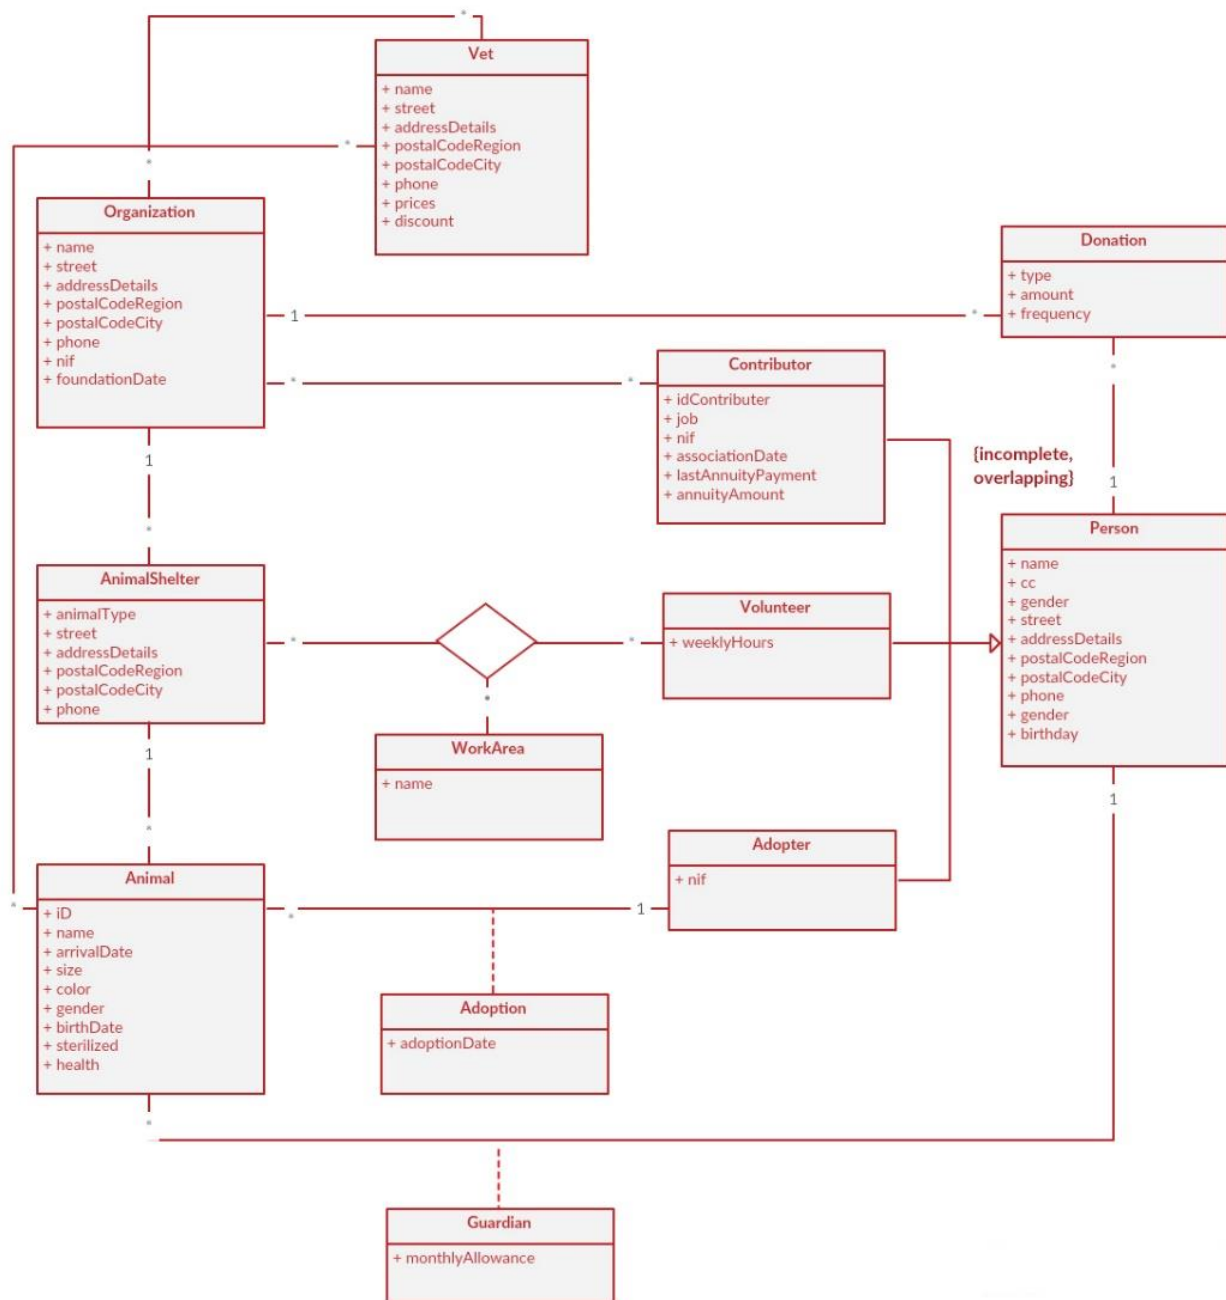 *
Vet
+ name
+ street
+ addressDetails
+ postalCodeRegion
+ postalCodeCity
+ phone
+ prices
+ discount
*
*
Organization
+ name
+ street
+ addressDetails
+ postalCodeRegion
+ postalCodeCity
+ phone
+ nif
+ foundationDate
1
*
Donation
+ type
+ amount
+ frequency
*
*
Contributor
+ idContributer
+ job
+ nif
+ associationDate
+ lastAnnuityPayment
+ annuityAmount
*
{incomplete,
overlapping}
1
1
*
Person
+ name
+ cc
+ gender
+ street
+ addressDetails
+ postalCodeRegion
+ postalCodeCity
+ phone
+ gender
+ birthday
AnimalShelter
+ animalType
+ street
+ addressDetails
+ postalCodeRegion
+ postalCodeCity
+ phone
*
*
Volunteer
+ weeklyHours
*
WorkArea
+ name
1
*
1
Adopter
+ nif
Animal
+ iD
+ name
+ arrivalDate
+ size
+ color
+ gender
+ birthDate
+ sterilized
+ health
*
*
1
Adoption
+ adoptionDate
*
Guardian
+ monthlyAllowance